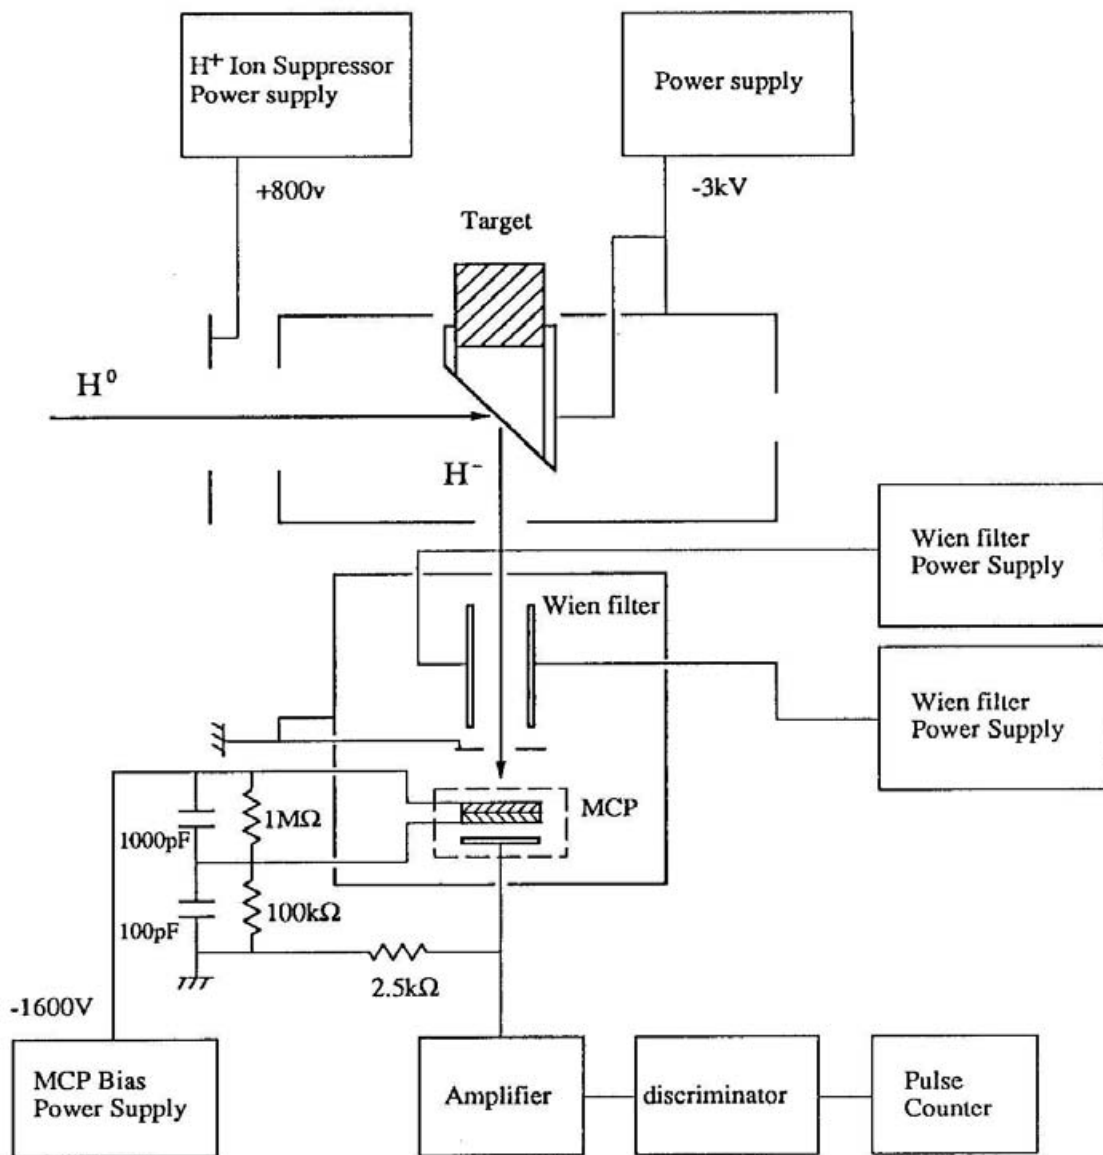 H⁺ Ion Suppressor
Power supply
Power supply
+800v
-3kV
Target
H⁰
H⁻
Wien filter
Power Supply
Wien filter
Wien filter
Power Supply
MCP
1MΩ
1000pF
100kΩ
100pF
2.5kΩ
-1600V
MCP Bias
Power Supply
Amplifier
discriminator
Pulse
Counter